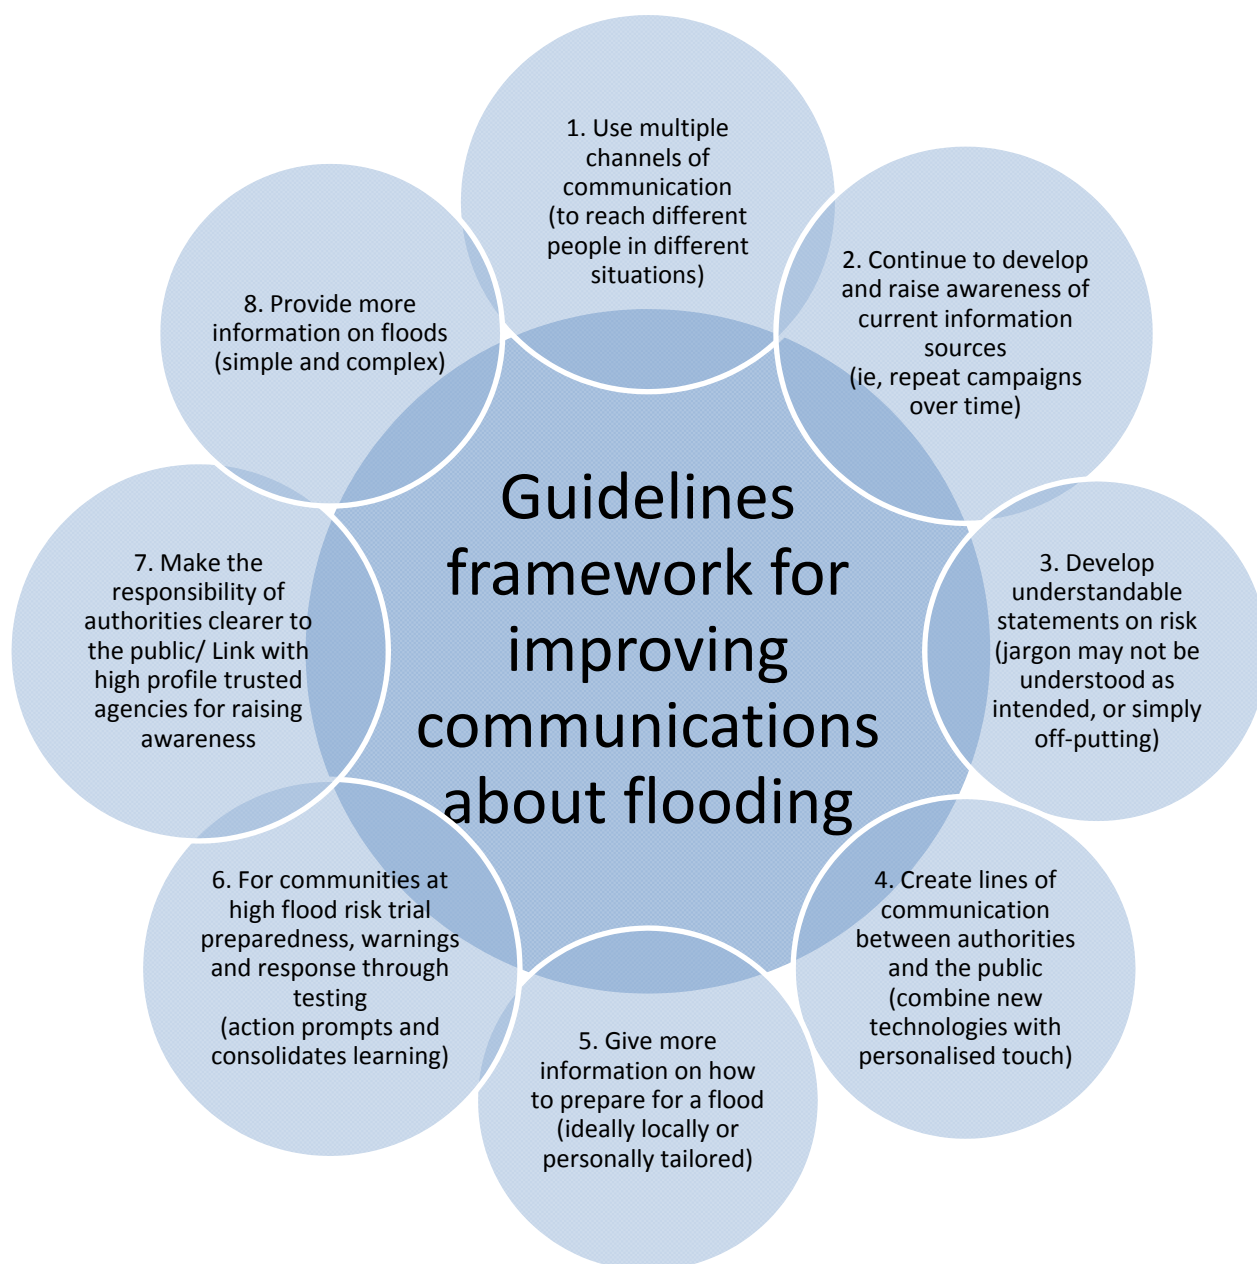 Guidelines
framework for
improving
communications
about flooding
1. Use multiple
channels of
communication
(to reach different
people in different
situations)
2. Continue to develop
and raise awareness of
current information
sources
(ie, repeat campaigns
over time)
3. Develop
understandable
statements on risk
(jargon may not be
understood as
intended, or simply
off-putting)
4. Create lines of
communication
between authorities
and the public
(combine new
technologies with
personalised touch)
5. Give more
information on how
to prepare for a flood
(ideally locally or
personally tailored)
6. For communities at
high flood risk trial
preparedness, warnings
and response through
testing
(action prompts and
consolidates learning)
7. Make the
responsibility of
authorities clearer to
the public/ Link with
high profile trusted
agencies for raising
awareness
8. Provide more
information on floods
(simple and complex)